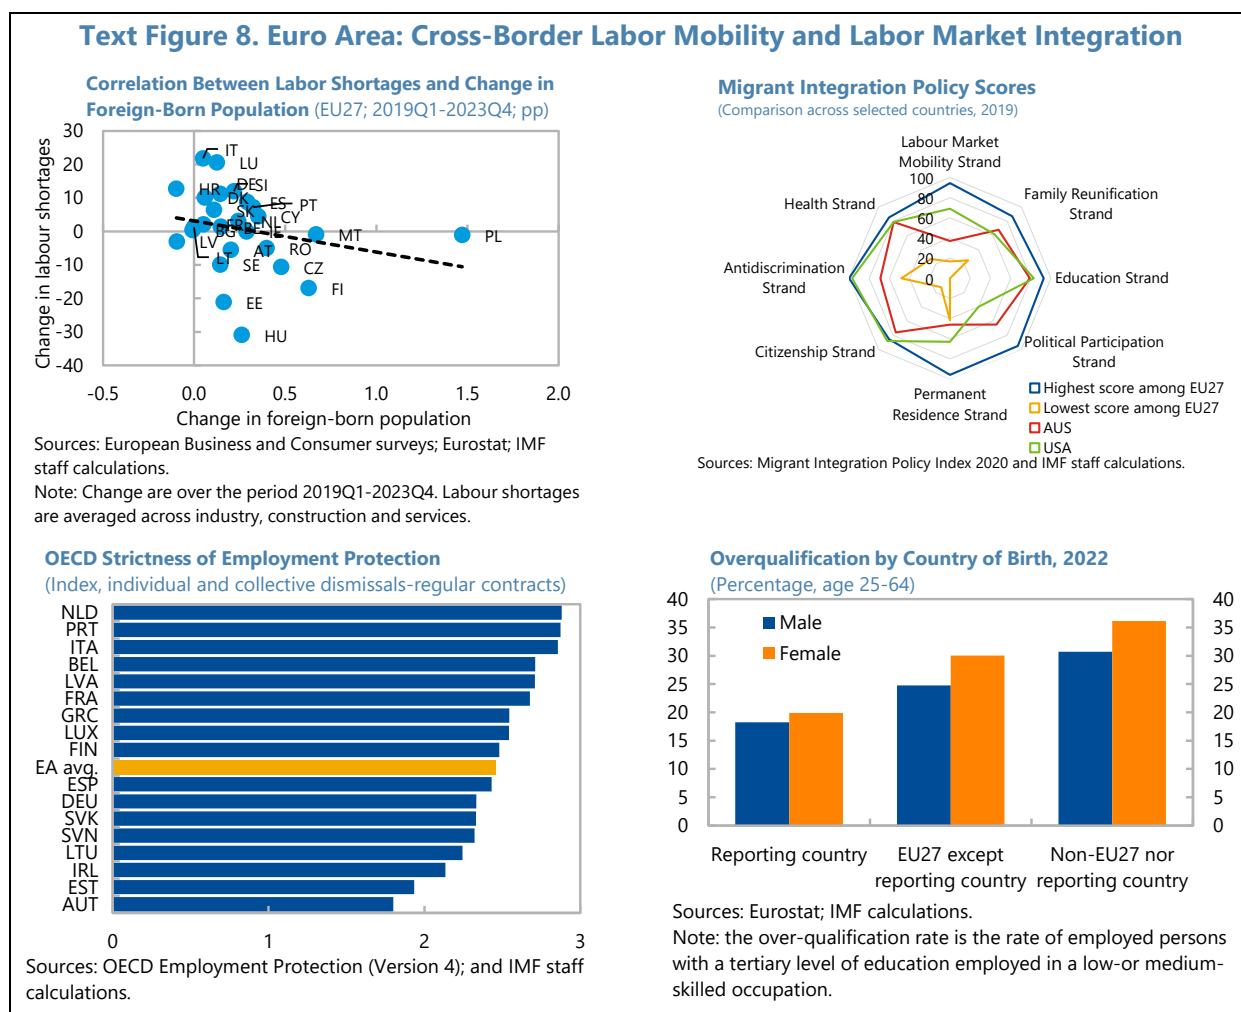 Text Figure 8. Euro Area: Cross-Border Labor Mobility and Labor Market Integration
Correlation Between Labor Shortages and Change in
Foreign-Born Population (EU27; 2019Q1-2023Q4; pp)
Change in labour shortages
30
20
10
0
-10
-20
-30
-40
IT
LU
DE
SI
HR
DK
ES
PT
SK
CY
NL
FR
BE
IE
BG
MT
PL
LV
AT
RO
LT
SE
CZ
FI
EE
HU
-0.5
0.0
0.5
1.0
1.5
2.0
Change in foreign-born population
Sources: European Business and Consumer surveys; Eurostat; IMF
staff calculations.
Note: Change are over the period 2019Q1-2023Q4. Labour shortages
are averaged across industry, construction and services.
Migrant Integration Policy Scores
(Comparison across selected countries, 2019)
Labour Market
Mobility Strand
Family Reunification
Strand
Education Strand
Political Participation
Strand
Permanent
Residence Strand
Citizenship Strand
Antidiscrimination
Strand
Health Strand
100
80
60
40
20
0
Highest score among EU27
Lowest score among EU27
AUS
USA
Sources: Migrant Integration Policy Index 2020 and IMF staff calculations.
OECD Strictness of Employment Protection
(Index, individual and collective dismissals-regular contracts)
NLD
PRT
ITA
BEL
LVA
FRA
GRC
LUX
FIN
EA avg.
ESP
DEU
SVK
SVN
LTU
IRL
EST
AUT
0
1
2
3
Sources: OECD Employment Protection (Version 4); and IMF staff
calculations.
Overqualification by Country of Birth, 2022
(Percentage, age 25-64)
40
35
30
25
20
15
10
5
0
Male
Female
40
35
30
25
20
15
10
5
0
Reporting country
EU27 except
reporting country
Non-EU27 nor
reporting country
Sources: Eurostat; IMF calculations.
Note: the over-qualification rate is the rate of employed persons
with a tertiary level of education employed in a low-or medium-
skilled occupation.